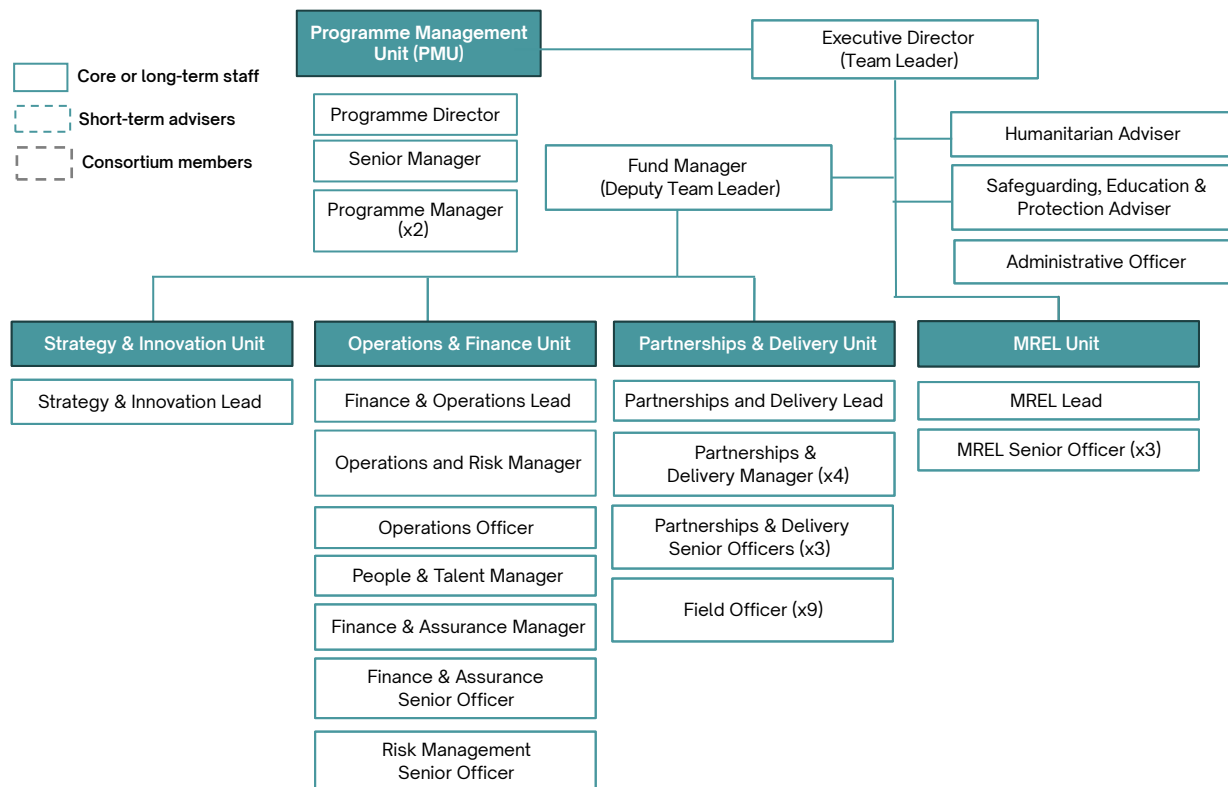 Programme Management
Unit (PMU)
Executive Director
(Team Leader)
Core or long-term staff
Short-term advisers
Consortium members
Programme Director
Senior Manager
Programme Manager
(x2)
Fund Manager
(Deputy Team Leader)
Humanitarian Adviser
Safeguarding, Education &
Protection Adviser
Administrative Officer
Strategy & Innovation Unit
Strategy & Innovation Lead
Operations & Finance Unit
Finance & Operations Lead
Operations and Risk Manager
Operations Officer
People & Talent Manager
Finance & Assurance Manager
Finance & Assurance
Senior Officer
Risk Management
Senior Officer
Partnerships & Delivery Unit
Partnerships and Delivery Lead
Partnerships &
Delivery Manager (x4)
Partnerships & Delivery
Senior Officers (x3)
Field Officer (x9)
MREL Unit
MREL Lead
MREL Senior Officer (x3)